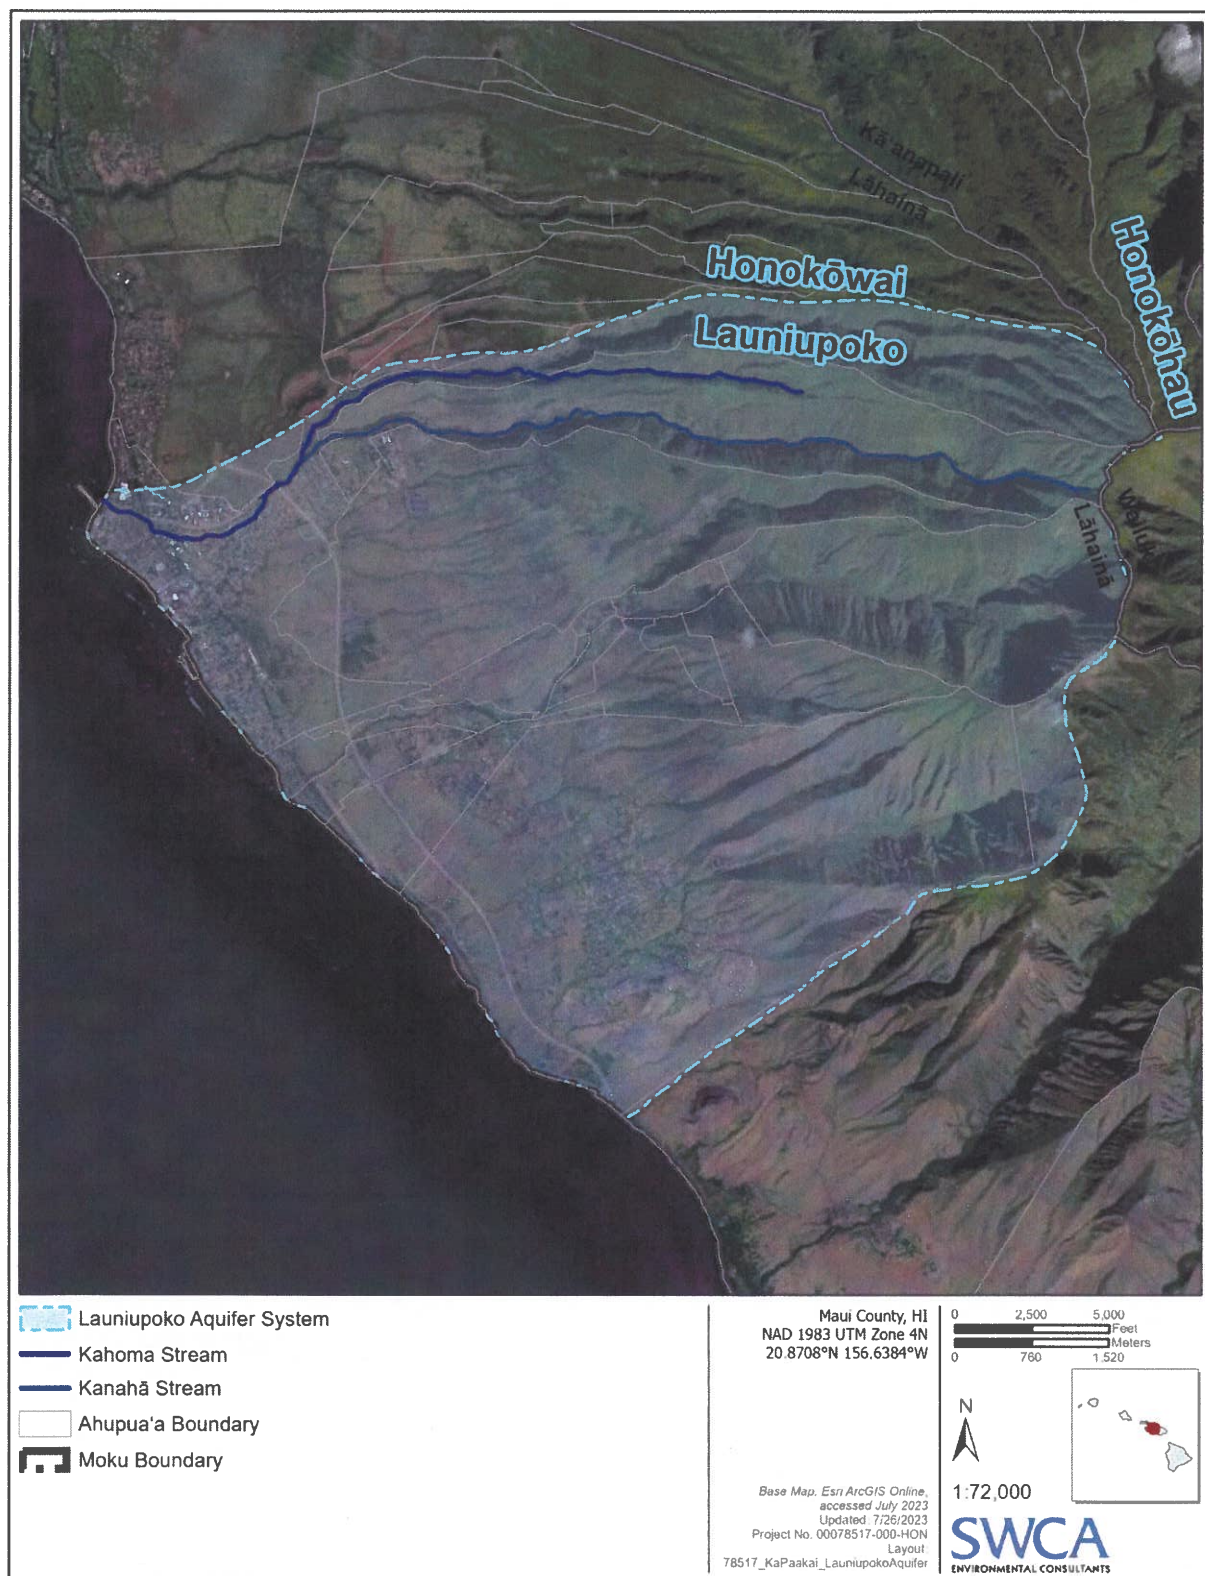 Kā'anapali
Lāhainā
Honokōwai
Honokōhau
Launiupoko
Lāhainā
Launiupoko Aquifer System
Kahoma Stream
Kanahā Stream
Ahupua'a Boundary
Moku Boundary
Maui County, HI
NAD 1983 UTM Zone 4N
20.8708°N 156.6384°W
Base Map: Esri ArcGIS Online,
accessed July 2023
Updated: 7/26/2023
Project No. 00078517-000-HON
Layout:
78517_KaPaakai_LauniupokoAquifer
0 2,500 5,000
Feet
Meters
0 760 1,520
N
1:72,000
SWCA
ENVIRONMENTAL CONSULTANTS